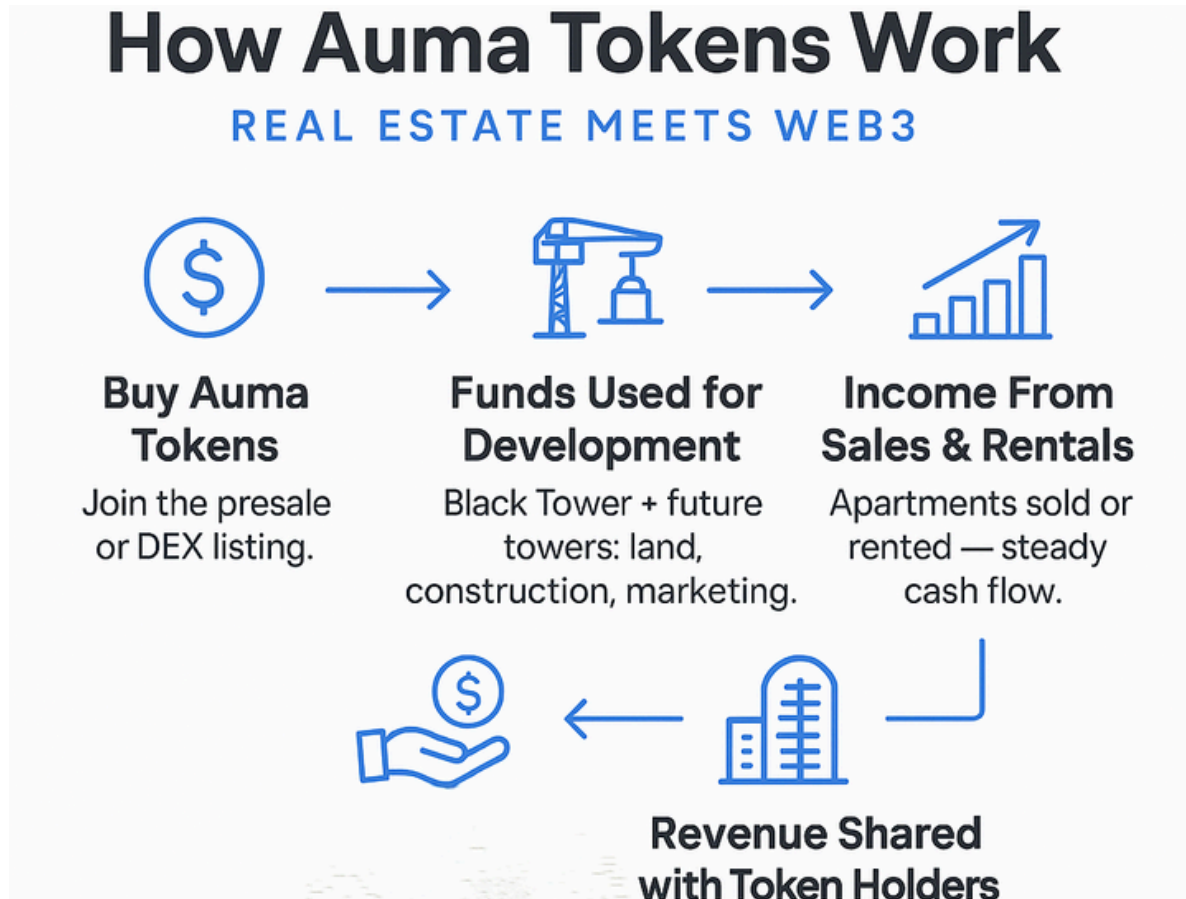 How Auma Tokens Work
REAL ESTATE MEETS WEB3
$
Buy Auma
Tokens
Join the presale
or DEX listing.
Funds Used for
Development
Black Tower + future
towers: land,
construction, marketing.
Income From
Sales & Rentals
Apartments sold or
rented — steady
cash flow.
$
Revenue Shared
with Token Holders